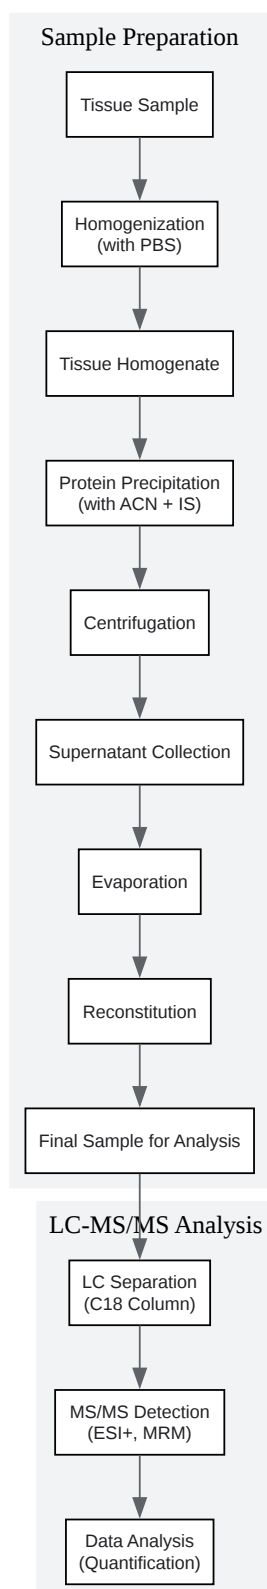 Sample Preparation
Tissue Sample
Homogenization
(with PBS)
Tissue Homogenate
Protein Precipitation
(with ACN + IS)
Centrifugation
Supernatant Collection
Evaporation
Reconstitution
Final Sample for Analysis
LC-MS/MS Analysis
LC Separation
(C18 Column)
MS/MS Detection
(ESI+, MRM)
Data Analysis
(Quantification)